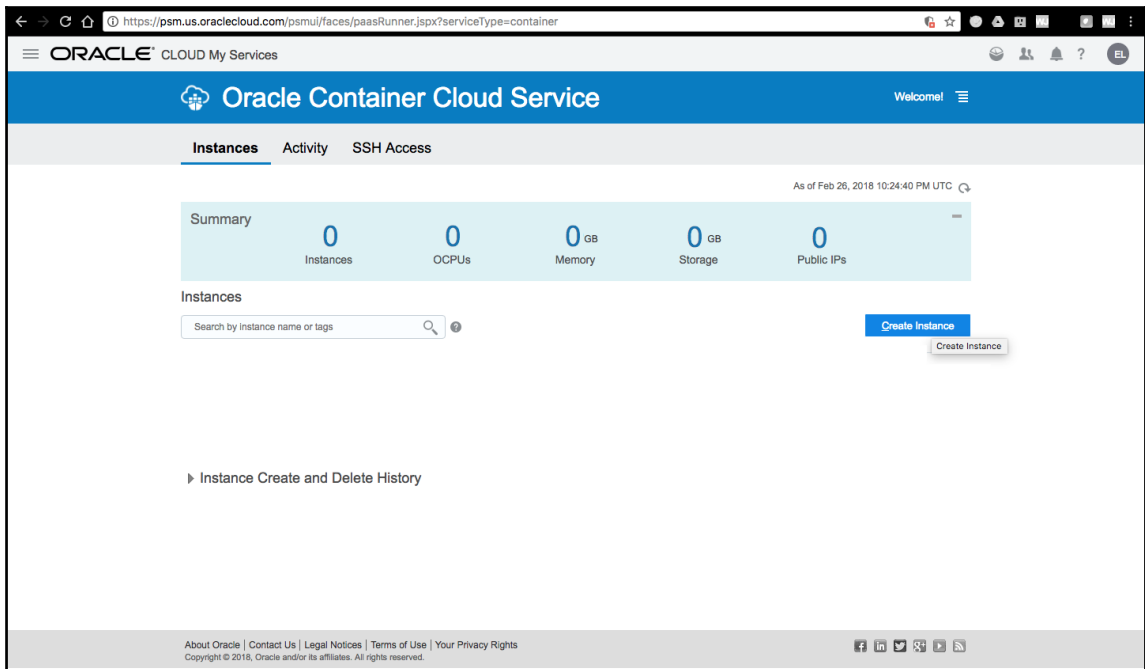 https://psm.us.oraclecloud.com/psmui/faces/paasRunner.jspx?serviceType=container
ORACLE® CLOUD My Services
? EL
Oracle Container Cloud Service
Welcome!
Instances Activity SSH Access
As of Feb 26, 2018 10:24:40 PM UTC
Summary
0 0 0 GB 0 GB 0
Instances OCPUs Memory Storage Public IPs
Instances
Search by instance name or tags ? Create Instance
Create Instance
Instance Create and Delete History
About Oracle | Contact Us | Legal Notices | Terms of Use | Your Privacy Rights
Copyright © 2018, Oracle and/or its affiliates. All rights reserved.